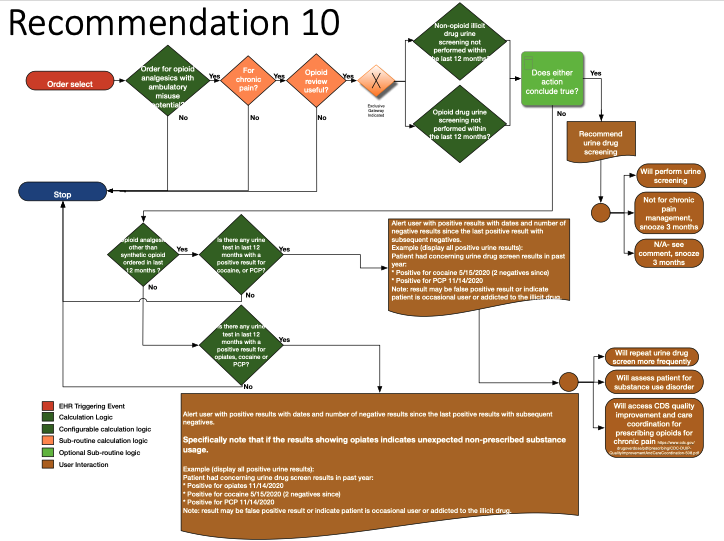 Recommendation 10
Order select
Order for opioid
analgesics with
ambulatory
misuse
potential?
Yes
No
For
chronic
pain?
Yes
No
Opioid
review
useful?
Yes
No
X
Exclusive
Gateway
Indicated
Non-opioid illicit
drug urine
screening not
performed within
the last 12 months?
Opioid drug urine
screening not
performed within
the last 12 months?
Does either
action
conclude true?
Yes
No
Recommend
urine drug
screening
Will perform urine
screening
Not for chronic
pain
management,
snooze 3 months
N/A- see
comment, snooze
3 months
Stop
opioid analgesic
other than
synthetic opioid
ordered in last
12 months ?
Yes
No
Is there any urine
test in last 12
months with a
positive result for
cocaine, or PCP?
Yes
No
Alert user with positive results with dates and number of
negative results since the last positive result with
subsequent negatives.
Example (display all positive urine results):
Patient had concerning urine drug screen results in past
year:
* Positive for cocaine 5/15/2020 (2 negatives since)
* Positive for PCP 11/14/2020
Note: result may be false positive result or indicate
patient is occasional user or addicted to the illicit drug.
Is there any urine
test in last 12
months with a
positive result for
opiates, cocaine or
PCP?
Yes
No
Will repeat urine drug
screen more frequently
Will assess patient for
substance use disorder
Will access CDS quality
improvement and care
coordination for
prescribing opioids for
chronic pain https://www.cdc.gov/
EHR Triggering Event
Calculation Logic
Configurable calculation logic
Sub-routine calculation logic
Optional Sub-routine logic
User Interaction
Alert user with positive results with dates and number of negative results since the last positive results with subsequent
negatives.
Specifically note that if the results showing opiates indicates unexpected non-prescribed substance
usage.
Example (display all positive urine results):
Patient had concerning urine drug screen results in past year:
* Positive for opiates 11/14/2020
* Positive for cocaine 5/15/2020 (2 negatives since)
* Positive for PCP 11/14/2020
Note: result may be false positive result or indicate patient is occasional user or addicted to the illicit drug.